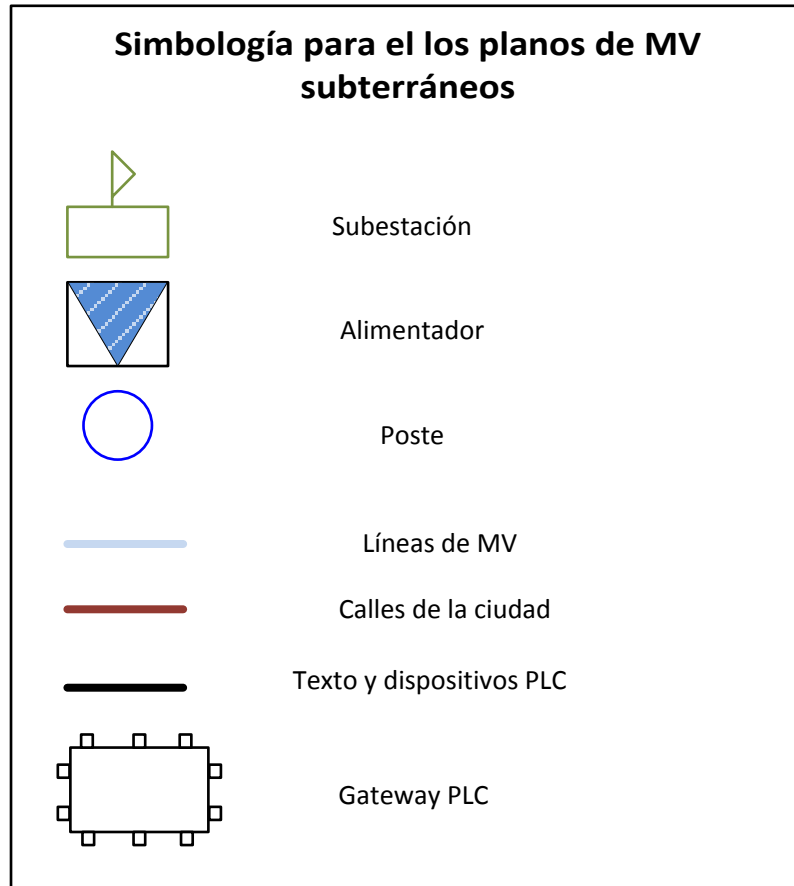 Simbología para el los planos de MV
subterráneos
Subestación
Alimentador
Poste
Líneas de MV
Calles de la ciudad
Texto y dispositivos PLC
Gateway PLC